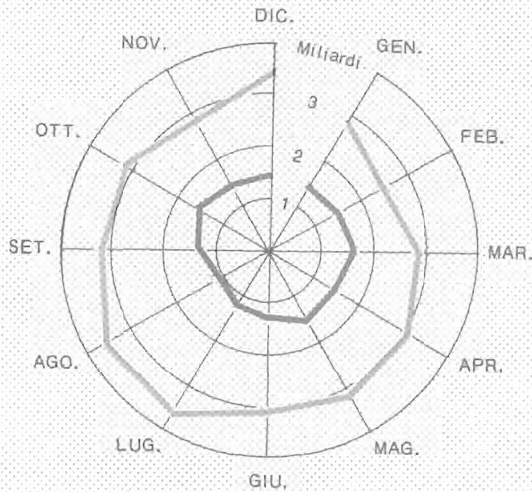 DIC.
NOV.
Miliardi
GEN.
3
OTT.
FEB.
2
1
SET.
MAR.
AGO.
APR.
LUG.
MAG.
GIU.